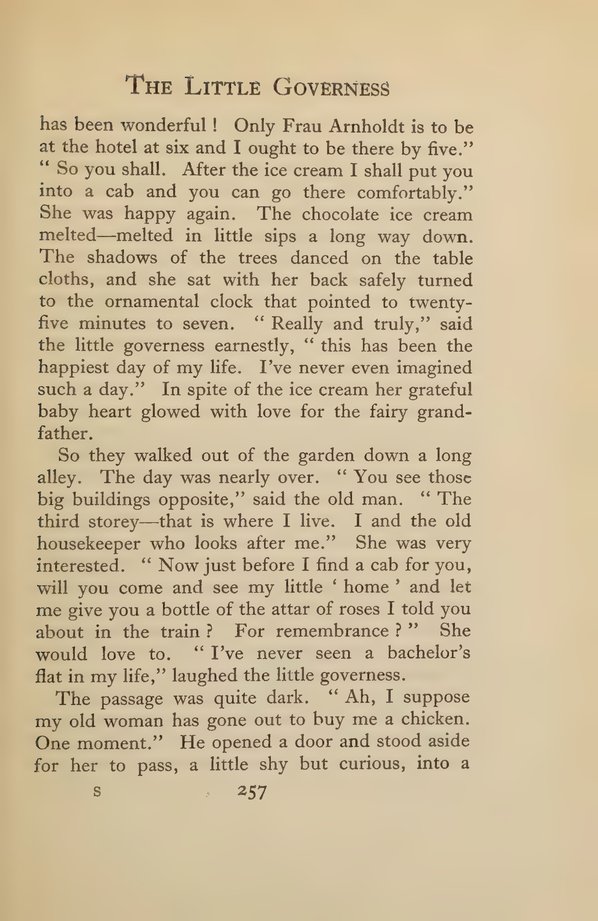 The Little Governess
has been wonderful ! Only Frau Arnholdt is to be
at the hotel at six and I ought to be there by five.”
“ So you shall. After the ice cream I shall put you
into a cab and you can go there comfortably.”
She was happy again. The chocolate ice cream
melted—melted in little sips a long way down.
The shadows of the trees danced on the table
cloths, and she sat with her back safely turned
to the ornamental clock that pointed to twenty-
five minutes to seven. “ Really and truly,” said
the little governess earnestly, “ this has been the
happiest day of my life. I’ve never even imagined
such a day.” In spite of the ice cream her grateful
baby heart glowed with love for the fairy grand-
father.
So they walked out of the garden down a long
alley. The day was nearly over. “ You see those
big buildings opposite,” said the old man. “ The
third storey—that is where I live. I and the old
housekeeper who looks after me.” She was very
interested. “ Now just before I find a cab for you,
will you come and see my little ‘ home ’ and let
me give you a bottle of the attar of roses I told you
about in the train ? For remembrance ? ” She
would love to. “ I’ve never seen a bachelor’s
flat in my life,” laughed the little governess.
The passage was quite dark. “ Ah, I suppose
my old woman has gone out to buy me a chicken.
One moment.” He opened a door and stood aside
for her to pass, a little shy but curious, into a
S 257